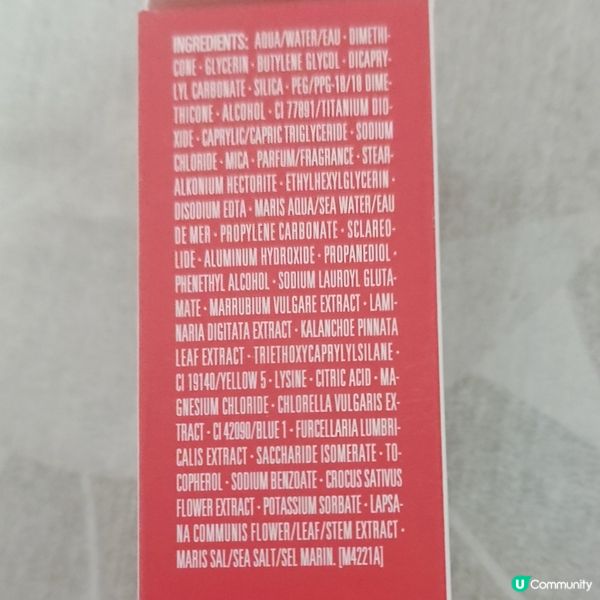 INGREDIENTS: AQUA/WATER/EAU · DIMETHI-
CONE · GLYCERIN · BUTYLENE GLYCOL · DICAPRY-
LYL CARBONATE · SILICA · PEG/PPG-18/18 DIME-
THICONE · ALCOHOL · CI 77891/TITANIUM DIO-
XIDE · CAPRYLIC/CAPRIC TRIGLYCERIDE · SODIUM
CHLORIDE · MICA · PARFUM/FRAGRANCE · STEAR-
ALKONIUM HECTORITE · ETHYLHEXYLGLYCERIN ·
DISODIUM EDTA · MARIS AQUA/SEA WATER/EAU
DE MER · PROPYLENE CARBONATE · SCLAREO-
LIDE · ALUMINUM HYDROXIDE · PROPANEDIOL ·
PHENETHYL ALCOHOL · SODIUM LAUROYL GLUTA-
MATE · MARRUBIUM VULGARE EXTRACT · LAMI-
NARIA DIGITATA EXTRACT · KALANCHOE PINNATA
LEAF EXTRACT · TRIETHOXYCAPRYLYLSILANE ·
CI 19140/YELLOW 5 · LYSINE · CITRIC ACID · MA-
GNESIUM CHLORIDE · CHLORELLA VULGARIS EX-
TRACT · CI 42090/BLUE 1 · FURCELLARIA LUMBRI-
CALIS EXTRACT · SACCHARIDE ISOMERATE · TO-
COPHEROL · SODIUM BENZOATE · CROCUS SATIVUS
FLOWER EXTRACT · POTASSIUM SORBATE · LAPSA-
NA COMMUNIS FLOWER/LEAF/STEM EXTRACT ·
MARIS SAL/SEA SALT/SEL MARIN. [M4221A]
U Community